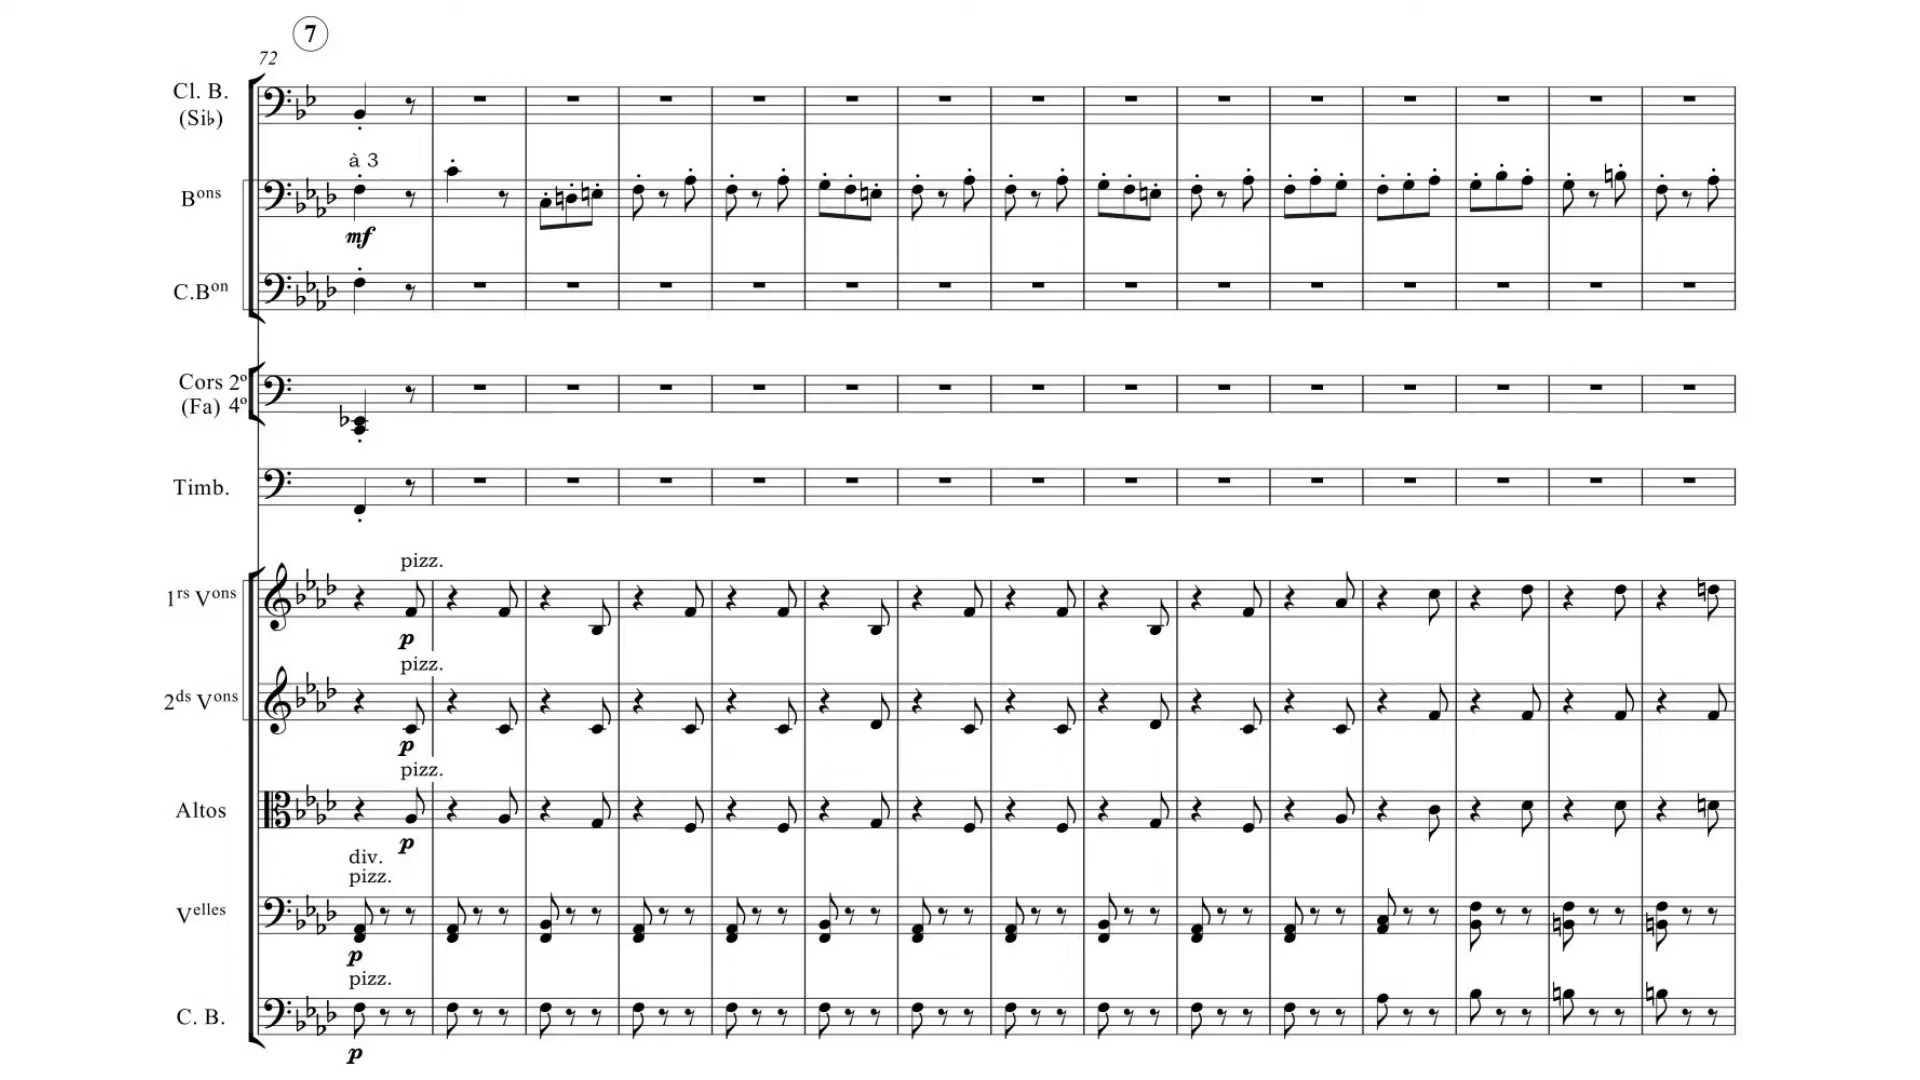 7
72
Cl. B.
(Si♭)
à 3
Bons
mf
C.Bon
Cors 2º
(Fa) 4º
Timb.
pizz.
1rs Vons
p
pizz.
2ds Vons
p
pizz.
Altos
p
div.
pizz.
Velles
p
pizz.
C. B.
p